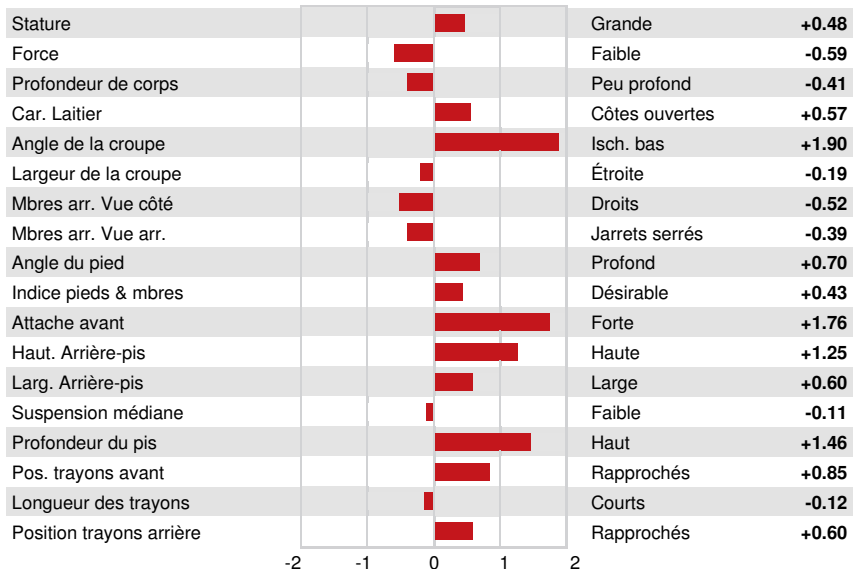 Stature Grande +0.48
Force Faible -0.59
Profondeur de corps Peu profond -0.41
Car. Laitier Côtes ouvertes +0.57
Angle de la croupe Isch. bas +1.90
Largeur de la croupe Étroite -0.19
Mbres arr. Vue côté Droits -0.52
Mbres arr. Vue arr. Jarrets serrés -0.39
Angle du pied Profond +0.70
Indice pieds & mbres Désirable +0.43
Attache avant Forte +1.76
Haut. Arrière-pis Haute +1.25
Larg. Arrière-pis Large +0.60
Suspension médiane Faible -0.11
Profondeur du pis Haut +1.46
Pos. trayons avant Rapprochés +0.85
Longueur des trayons Courts -0.12
Position trayons arrière Rapprochés +0.60
-2 -1 0 1 2